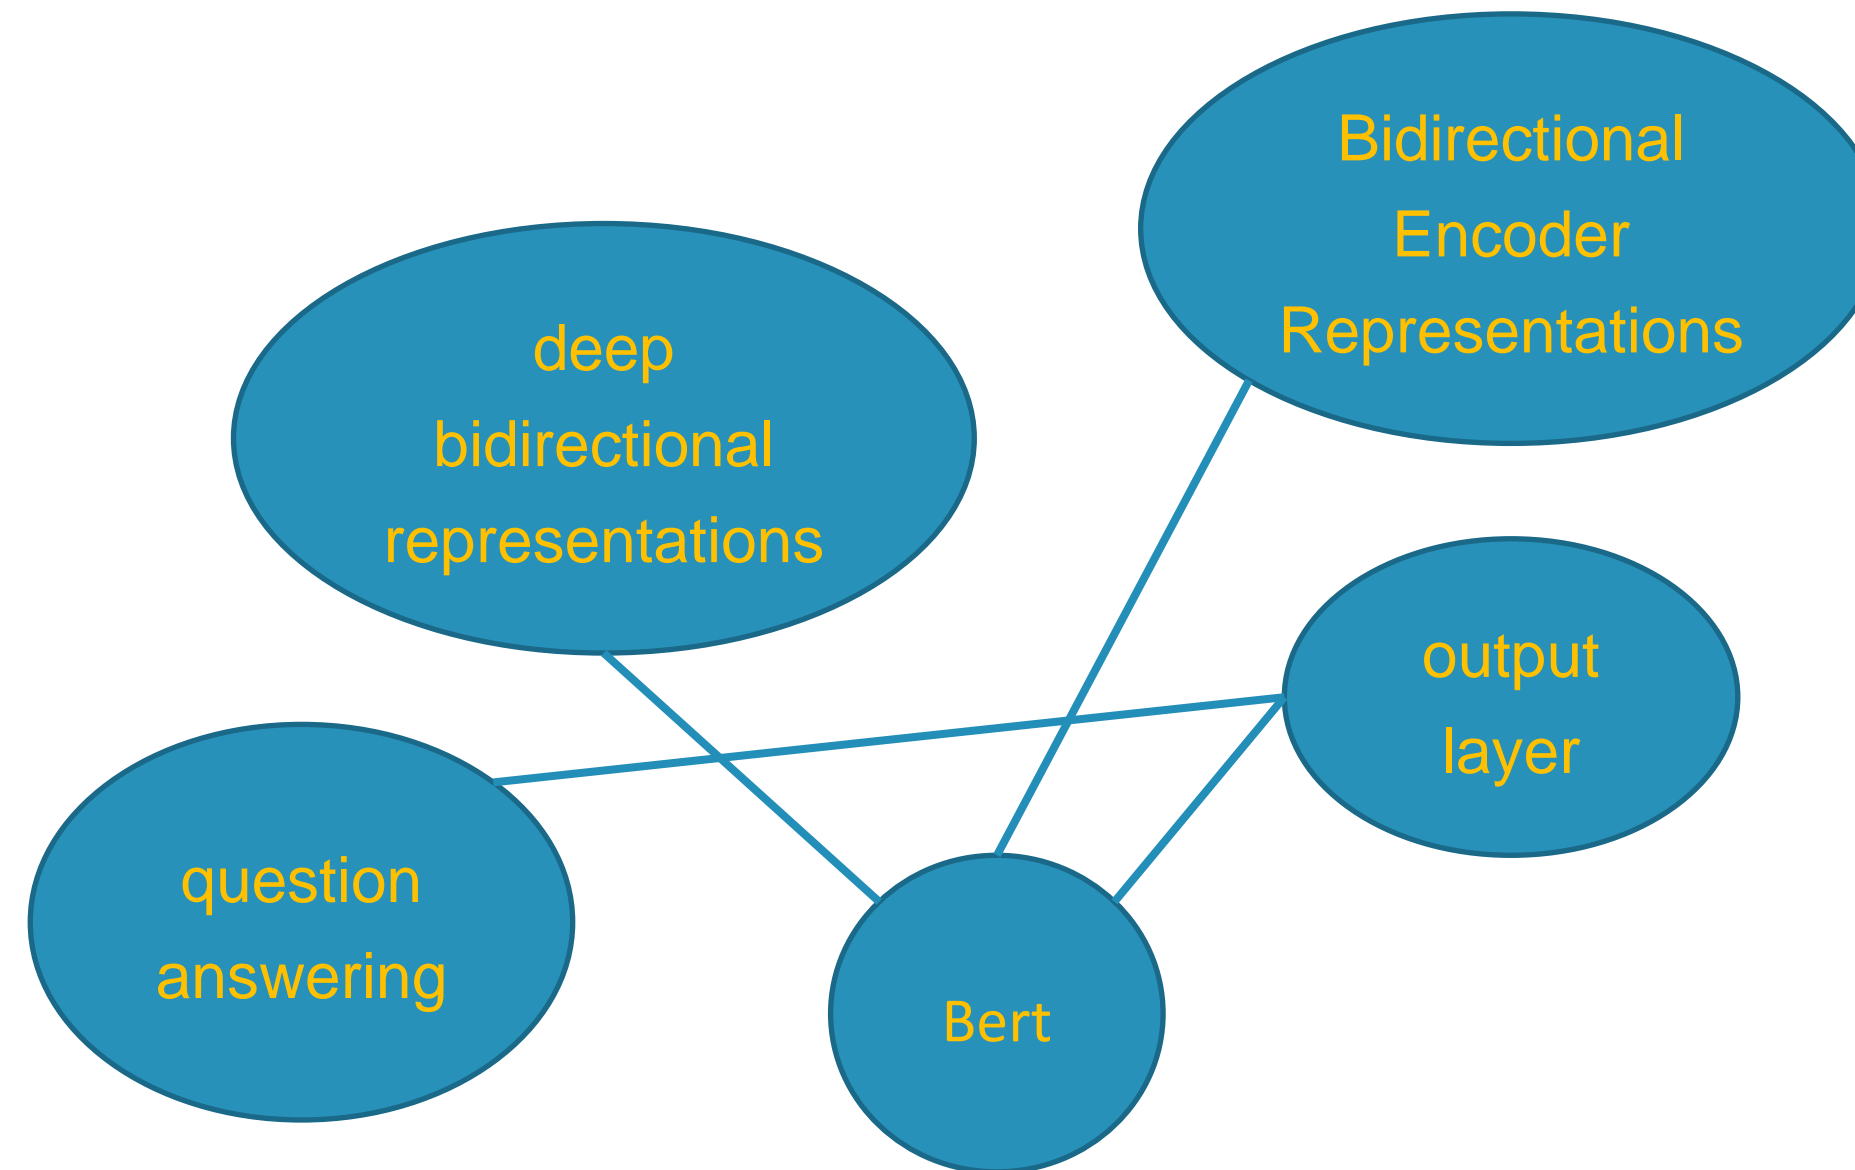 Bidirectional
Encoder
Representations
deep
bidirectional
representations
output
layer
question
answering
Bert